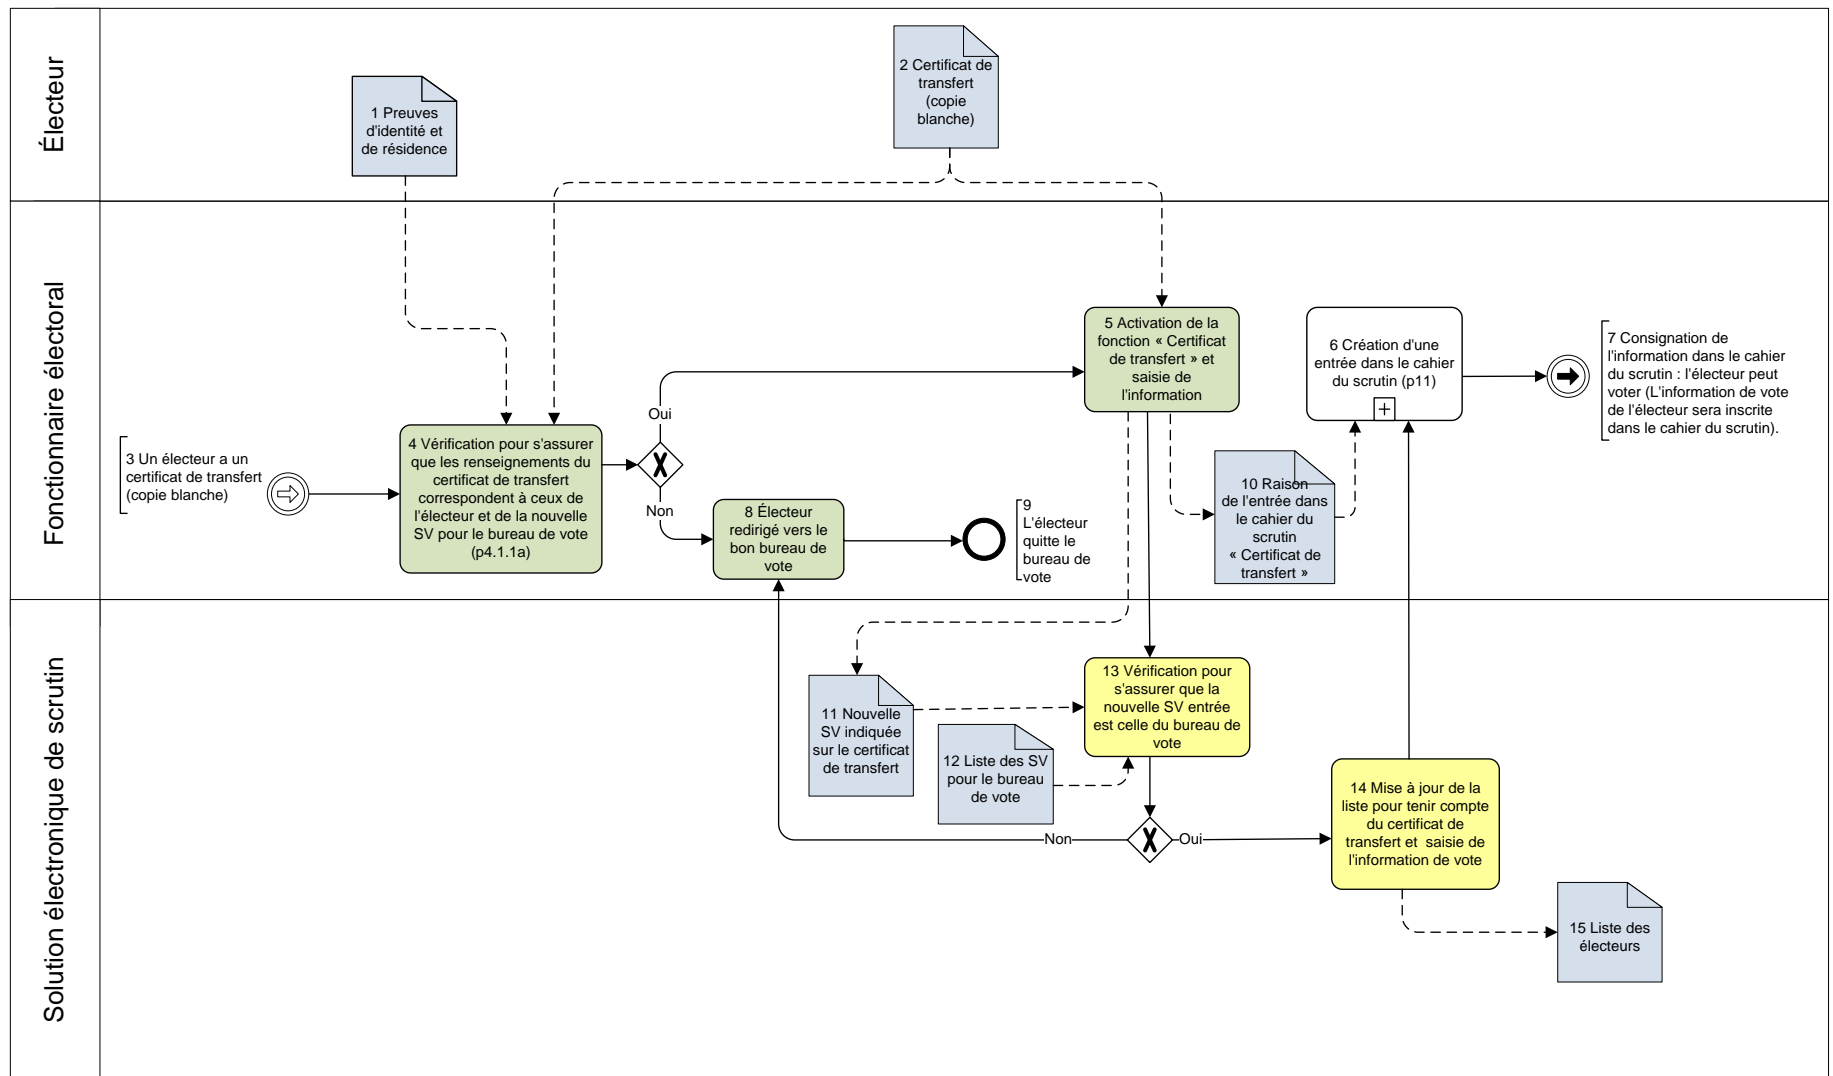 Électeur
1 Preuves
d'identité et
de résidence
2 Certificat de
transfert
(copie
blanche)
Fonctionnaire électoral
3 Un électeur a un
certificat de transfert
(copie blanche)
4 Vérification pour s'assurer
que les renseignements du
certificat de transfert
correspondent à ceux de
l'électeur et de la nouvelle
SV pour le bureau de vote
(p4.1.1a)
Oui
Non
5 Activation de la
fonction « Certificat
de transfert » et
saisie de
l'information
6 Création d'une
entrée dans le cahier
du scrutin (p11)
7 Consignation de
l'information dans le cahier
du scrutin : l'électeur peut
voter (L'information de vote
de l'électeur sera inscrite
dans le cahier du scrutin).
8 Électeur
redirigé vers le
bon bureau de
vote
9
L'électeur
quitte le
bureau de
vote
10 Raison
de l'entrée dans
le cahier du
scrutin
« Certificat de
transfert »
Solution électronique de scrutin
11 Nouvelle
SV indiquée
sur le certificat
de transfert
12 Liste des SV
pour le bureau
de vote
13 Vérification pour
s'assurer que la
nouvelle SV entrée
est celle du bureau de
vote
Non
Oui
14 Mise à jour de la
liste pour tenir compte
du certificat de
transfert et saisie de
l'information de vote
15 Liste des
électeurs